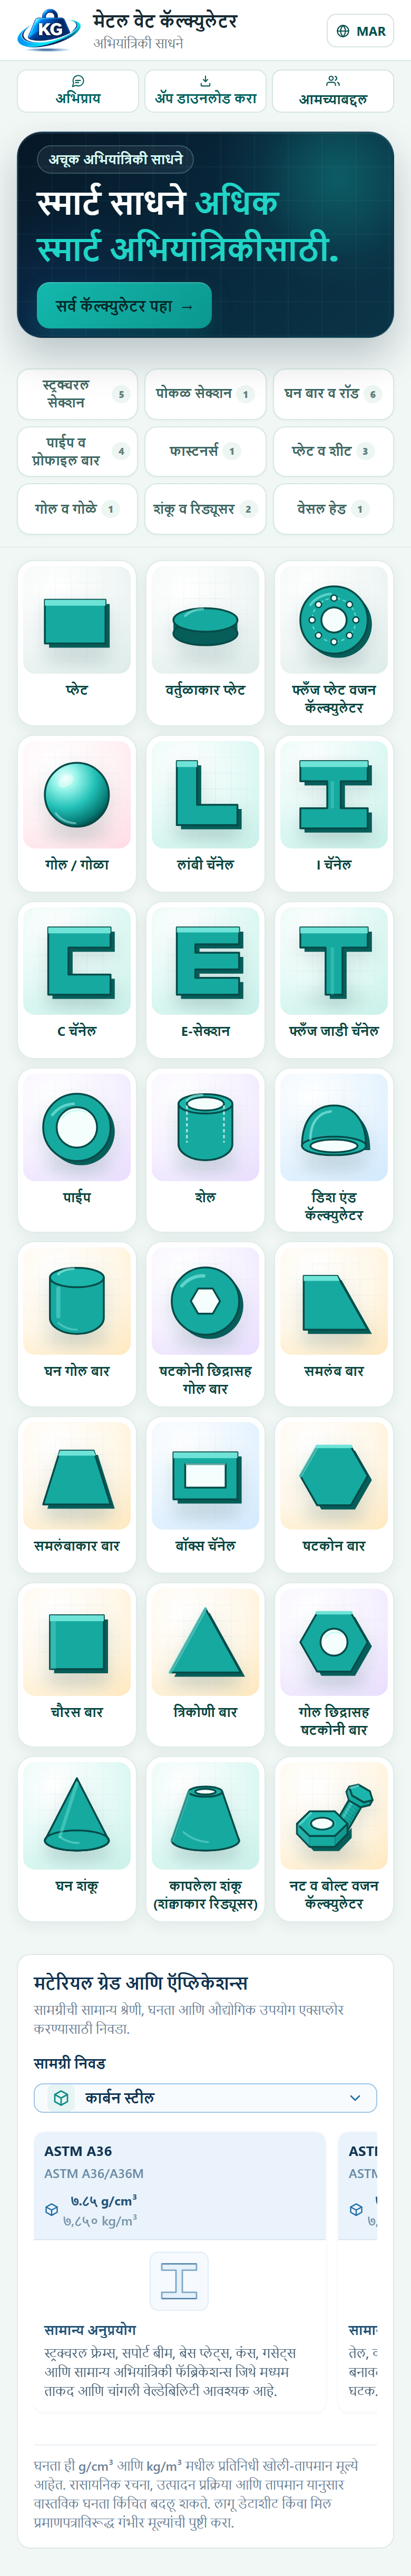 KG
मेटल वेट कॅल्क्युलेटर
अभियांत्रिकी साधने
MAR
अभिप्राय
ॲप डाउनलोड करा
आमच्याबद्दल
अचूक अभियांत्रिकी साधने
स्मार्ट साधने अधिक
स्मार्ट अभियांत्रिकीसाठी.
सर्व कॅल्क्युलेटर पहा →
स्ट्रक्चरल
सेक्शन 5
पोकळ सेक्शन 1
घन बार व रॉड 6
पाईप व
प्रोफाइल बार 4
फास्टनर्स 1
प्लेट व शीट 3
गोल व गोळे 1
शंकू व रिड्यूसर 2
वेसल हेड 1
प्लेट
वर्तुळाकार प्लेट
फ्लँज प्लेट वजन
कॅल्क्युलेटर
गोल / गोळा
लांबी चॅनेल
I चॅनेल
C चॅनेल
E-सेक्शन
फ्लँज जाडी चॅनेल
पाईप
शेल
डिश एंड
कॅल्क्युलेटर
घन गोल बार
षटकोनी छिद्रासह
गोल बार
समलंब बार
समलंबाकार बार
बॉक्स चॅनेल
षटकोन बार
चौरस बार
त्रिकोणी बार
गोल छिद्रासह
षटकोनी बार
घन शंकू
कापलेला शंकू
(शंक्वाकार रिड्यूसर)
नट व बोल्ट वजन
कॅल्क्युलेटर
मटेरियल ग्रेड आणि ऍप्लिकेशन्स
सामग्रीची सामान्य श्रेणी, घनता आणि औद्योगिक उपयोग एक्सप्लोर
करण्यासाठी निवडा.
सामग्री निवड
कार्बन स्टील
ASTM A36
ASTM A36/A36M
७.८५ g/cm³
७,८५० kg/m³
सामान्य अनुप्रयोग
स्ट्रक्चरल फ्रेम्स, सपोर्ट बीम, बेस प्लेट्स, कंस, गसेट्स
आणि सामान्य अभियांत्रिकी फॅब्रिकेशन्स जिथे मध्यम
ताकद आणि चांगली वेल्डेबिलिटी आवश्यक आहे.
तेल,
घटक.
घनता ही g/cm³ आणि kg/m³ मधील प्रतिनिधी खोली-तापमान मूल्ये
आहेत. रासायनिक रचना, उत्पादन प्रक्रिया आणि तापमान यानुसार
वास्तविक घनता किंचित बदलू शकते. लागू डेटाशीट किंवा मिल
प्रमाणपत्राविरूद्ध गंभीर मूल्यांची पुष्टी करा.